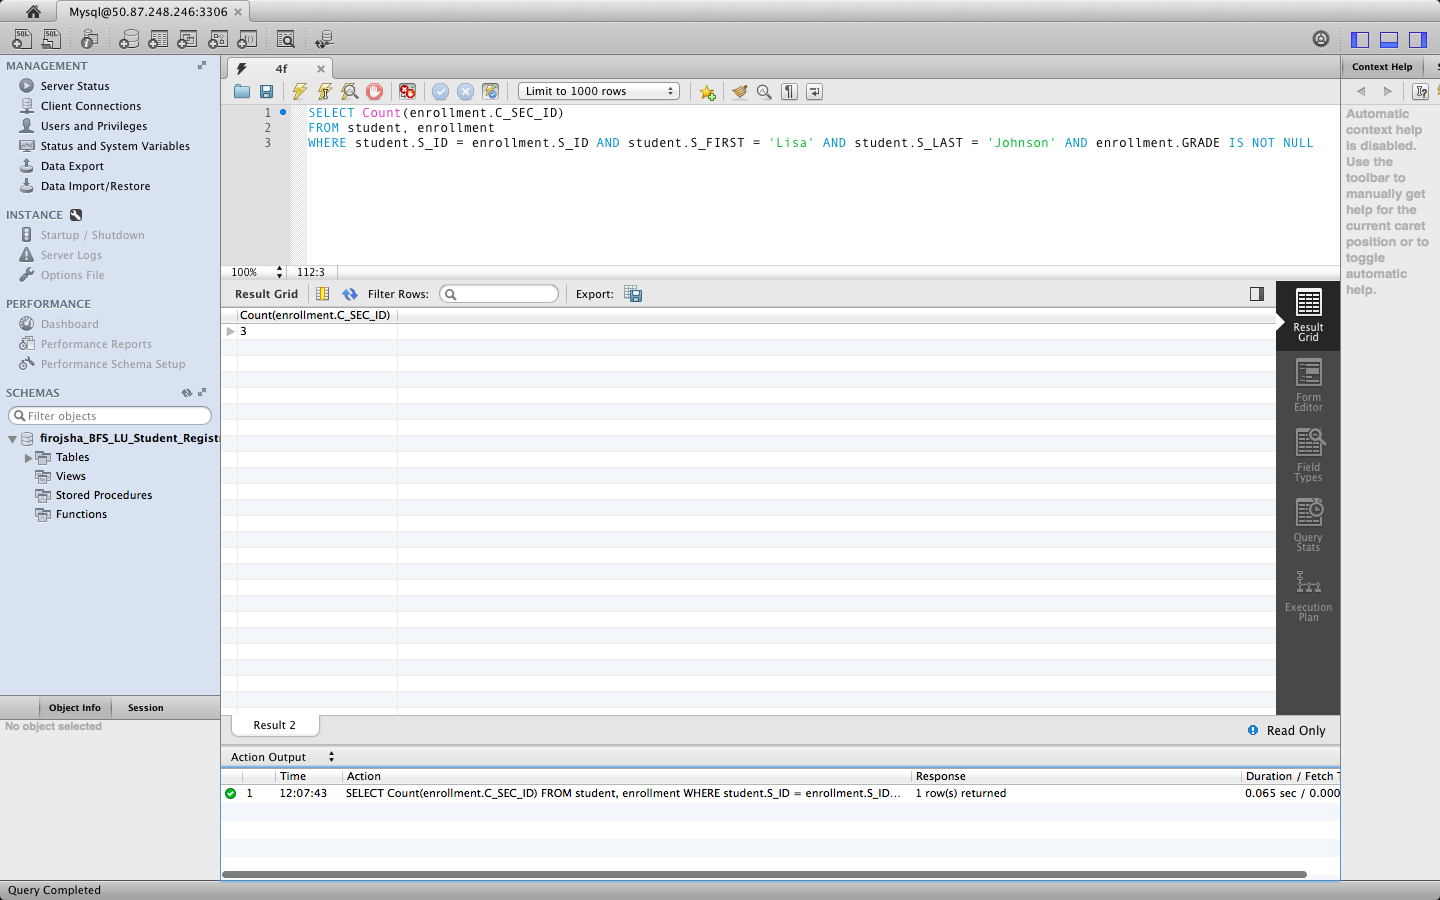 Mysql@50.87.248.246:3306
MANAGEMENT
Server Status
Client Connections
Users and Privileges
Status and System Variables
Data Export
Data Import/Restore
INSTANCE
Startup / Shutdown
Server Logs
Options File
PERFORMANCE
Dashboard
Performance Reports
Performance Schema Setup
SCHEMAS
Filter objects
firojsha_BFS_LU_Student_Registr
Tables
Views
Stored Procedures
Functions
Object Info Session
No object selected
4f
Limit to 1000 rows
1 SELECT Count(enrollment.C_SEC_ID)
2 FROM student, enrollment
3 WHERE student.S_ID = enrollment.S_ID AND student.S_FIRST = 'Lisa' AND student.S_LAST = 'Johnson' AND enrollment.GRADE IS NOT NULL
100% 112:3
Result Grid Filter Rows: Export:
Count(enrollment.C_SEC_ID)
3
Result
Grid
Form
Editor
Field
Types
Query
Stats
Execution
Plan
Result 2 Read Only
Action Output
Time Action Response Duration / Fetch T
1 12:07:43 SELECT Count(enrollment.C_SEC_ID) FROM student, enrollment WHERE student.S_ID = enrollment.S_ID... 1 row(s) returned 0.065 sec / 0.000
Context Help
Automatic
context help
is disabled.
Use the
toolbar to
manually get
help for the
current caret
position or to
toggle
automatic
help.
Query Completed